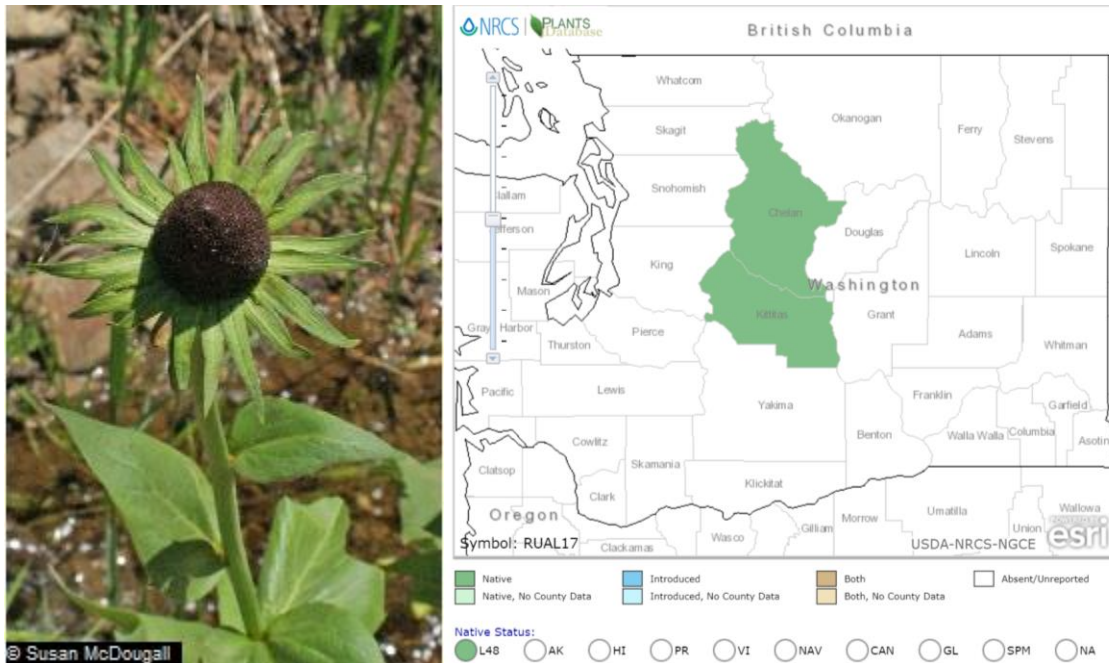 © Susan McDougall
NRCS | PLANTS
Database
British Columbia
Whatcom
Okanogan
Ferry
Stevens
Skagit
Snohomish
Chelan
Douglas
Spokane
Lincoln
King
Washington
Mason
Kittitas
Grant
Harbor
Pierce
Adams
Whitman
Thurston
Pacific
Lewis
Yakima
Franklin
Garfield
Benton
Walla Walla
Columbia
Asotin
Cowlitz
Skamania
Clatsop
Klickitat
Clark
Oregon
Gilliam
Morrow
Umatilla
Union
Wallowa
Wasco
Clackamas
Symbol: RUAL17
USDA-NRCS-NGCE
esri
Native
Introduced
Both
Absent/Unreported
Native, No County Data
Introduced, No County Data
Both, No County Data
Native Status:
L48 AK HI PR VI NAV CAN GL SPM NA